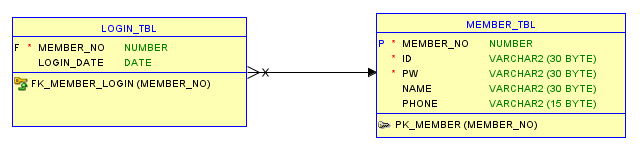 LOGIN_TBL
F * MEMBER_NO NUMBER
LOGIN_DATE DATE
FK_MEMBER_LOGIN (MEMBER_NO)
MEMBER_TBL
P * MEMBER_NO NUMBER
* ID VARCHAR2 (30 BYTE)
* PW VARCHAR2 (30 BYTE)
NAME VARCHAR2 (30 BYTE)
PHONE VARCHAR2 (15 BYTE)
PK_MEMBER (MEMBER_NO)